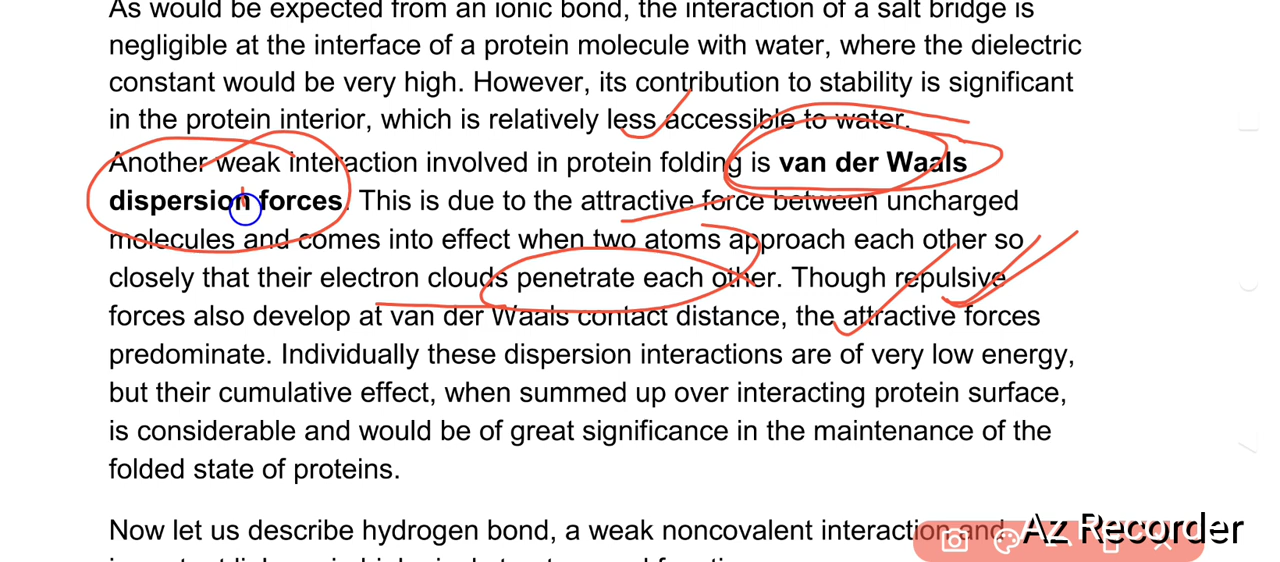 As would be expected from an ionic bond, the interaction of a salt bridge is
negligible at the interface of a protein molecule with water, where the dielectric
constant would be very high. However, its contribution to stability is significant
in the protein interior, which is relatively less accessible to water.
Another weak interaction involved in protein folding is van der Waals
dispersion forces. This is due to the attractive force between uncharged
molecules and comes into effect when two atoms approach each other so
closely that their electron clouds penetrate each other. Though repulsive
forces also develop at van der Waals contact distance, the attractive forces
predominate. Individually these dispersion interactions are of very low energy,
but their cumulative effect, when summed up over interacting protein surface,
is considerable and would be of great significance in the maintenance of the
folded state of proteins.
Now let us describe hydrogen bond, a weak noncovalent interaction and
Az Recorder